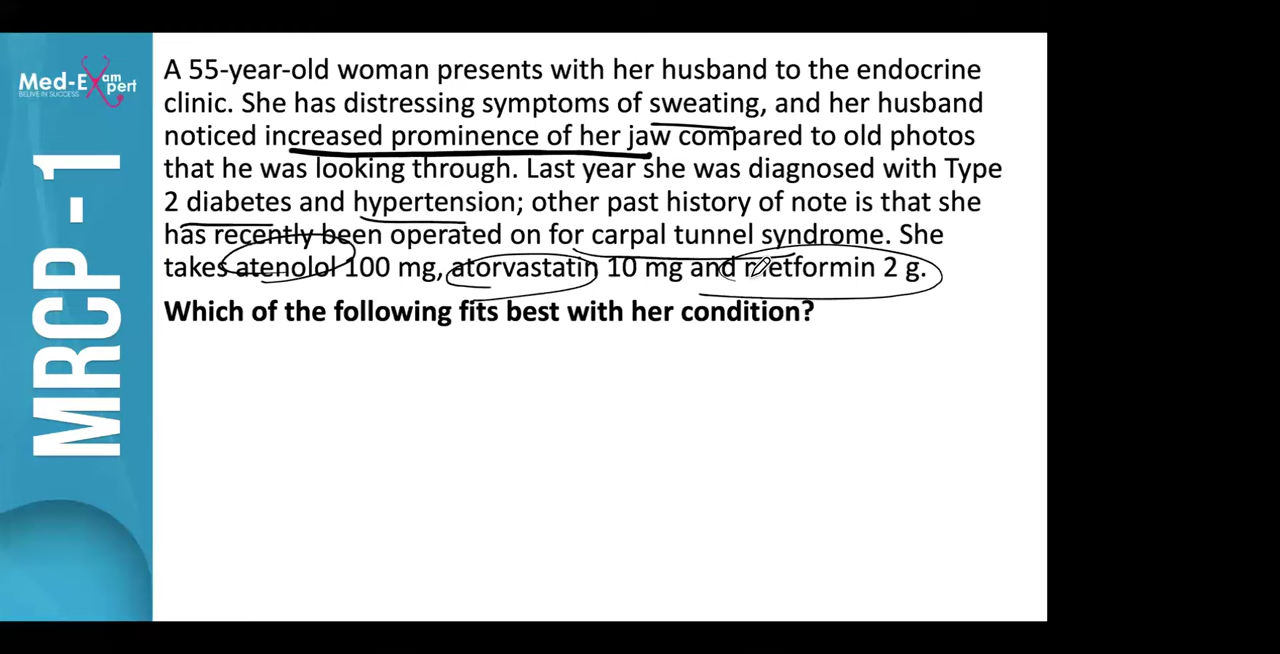 Med-Exam
Expert
BELIVE IN SUCCESS
MRCP - 1
A 55-year-old woman presents with her husband to the endocrine
clinic. She has distressing symptoms of sweating, and her husband
noticed increased prominence of her jaw compared to old photos
that he was looking through. Last year she was diagnosed with Type
2 diabetes and hypertension; other past history of note is that she
has recently been operated on for carpal tunnel syndrome. She
takes atenolol 100 mg, atorvastatin 10 mg and metformin 2 g.
Which of the following fits best with her condition?